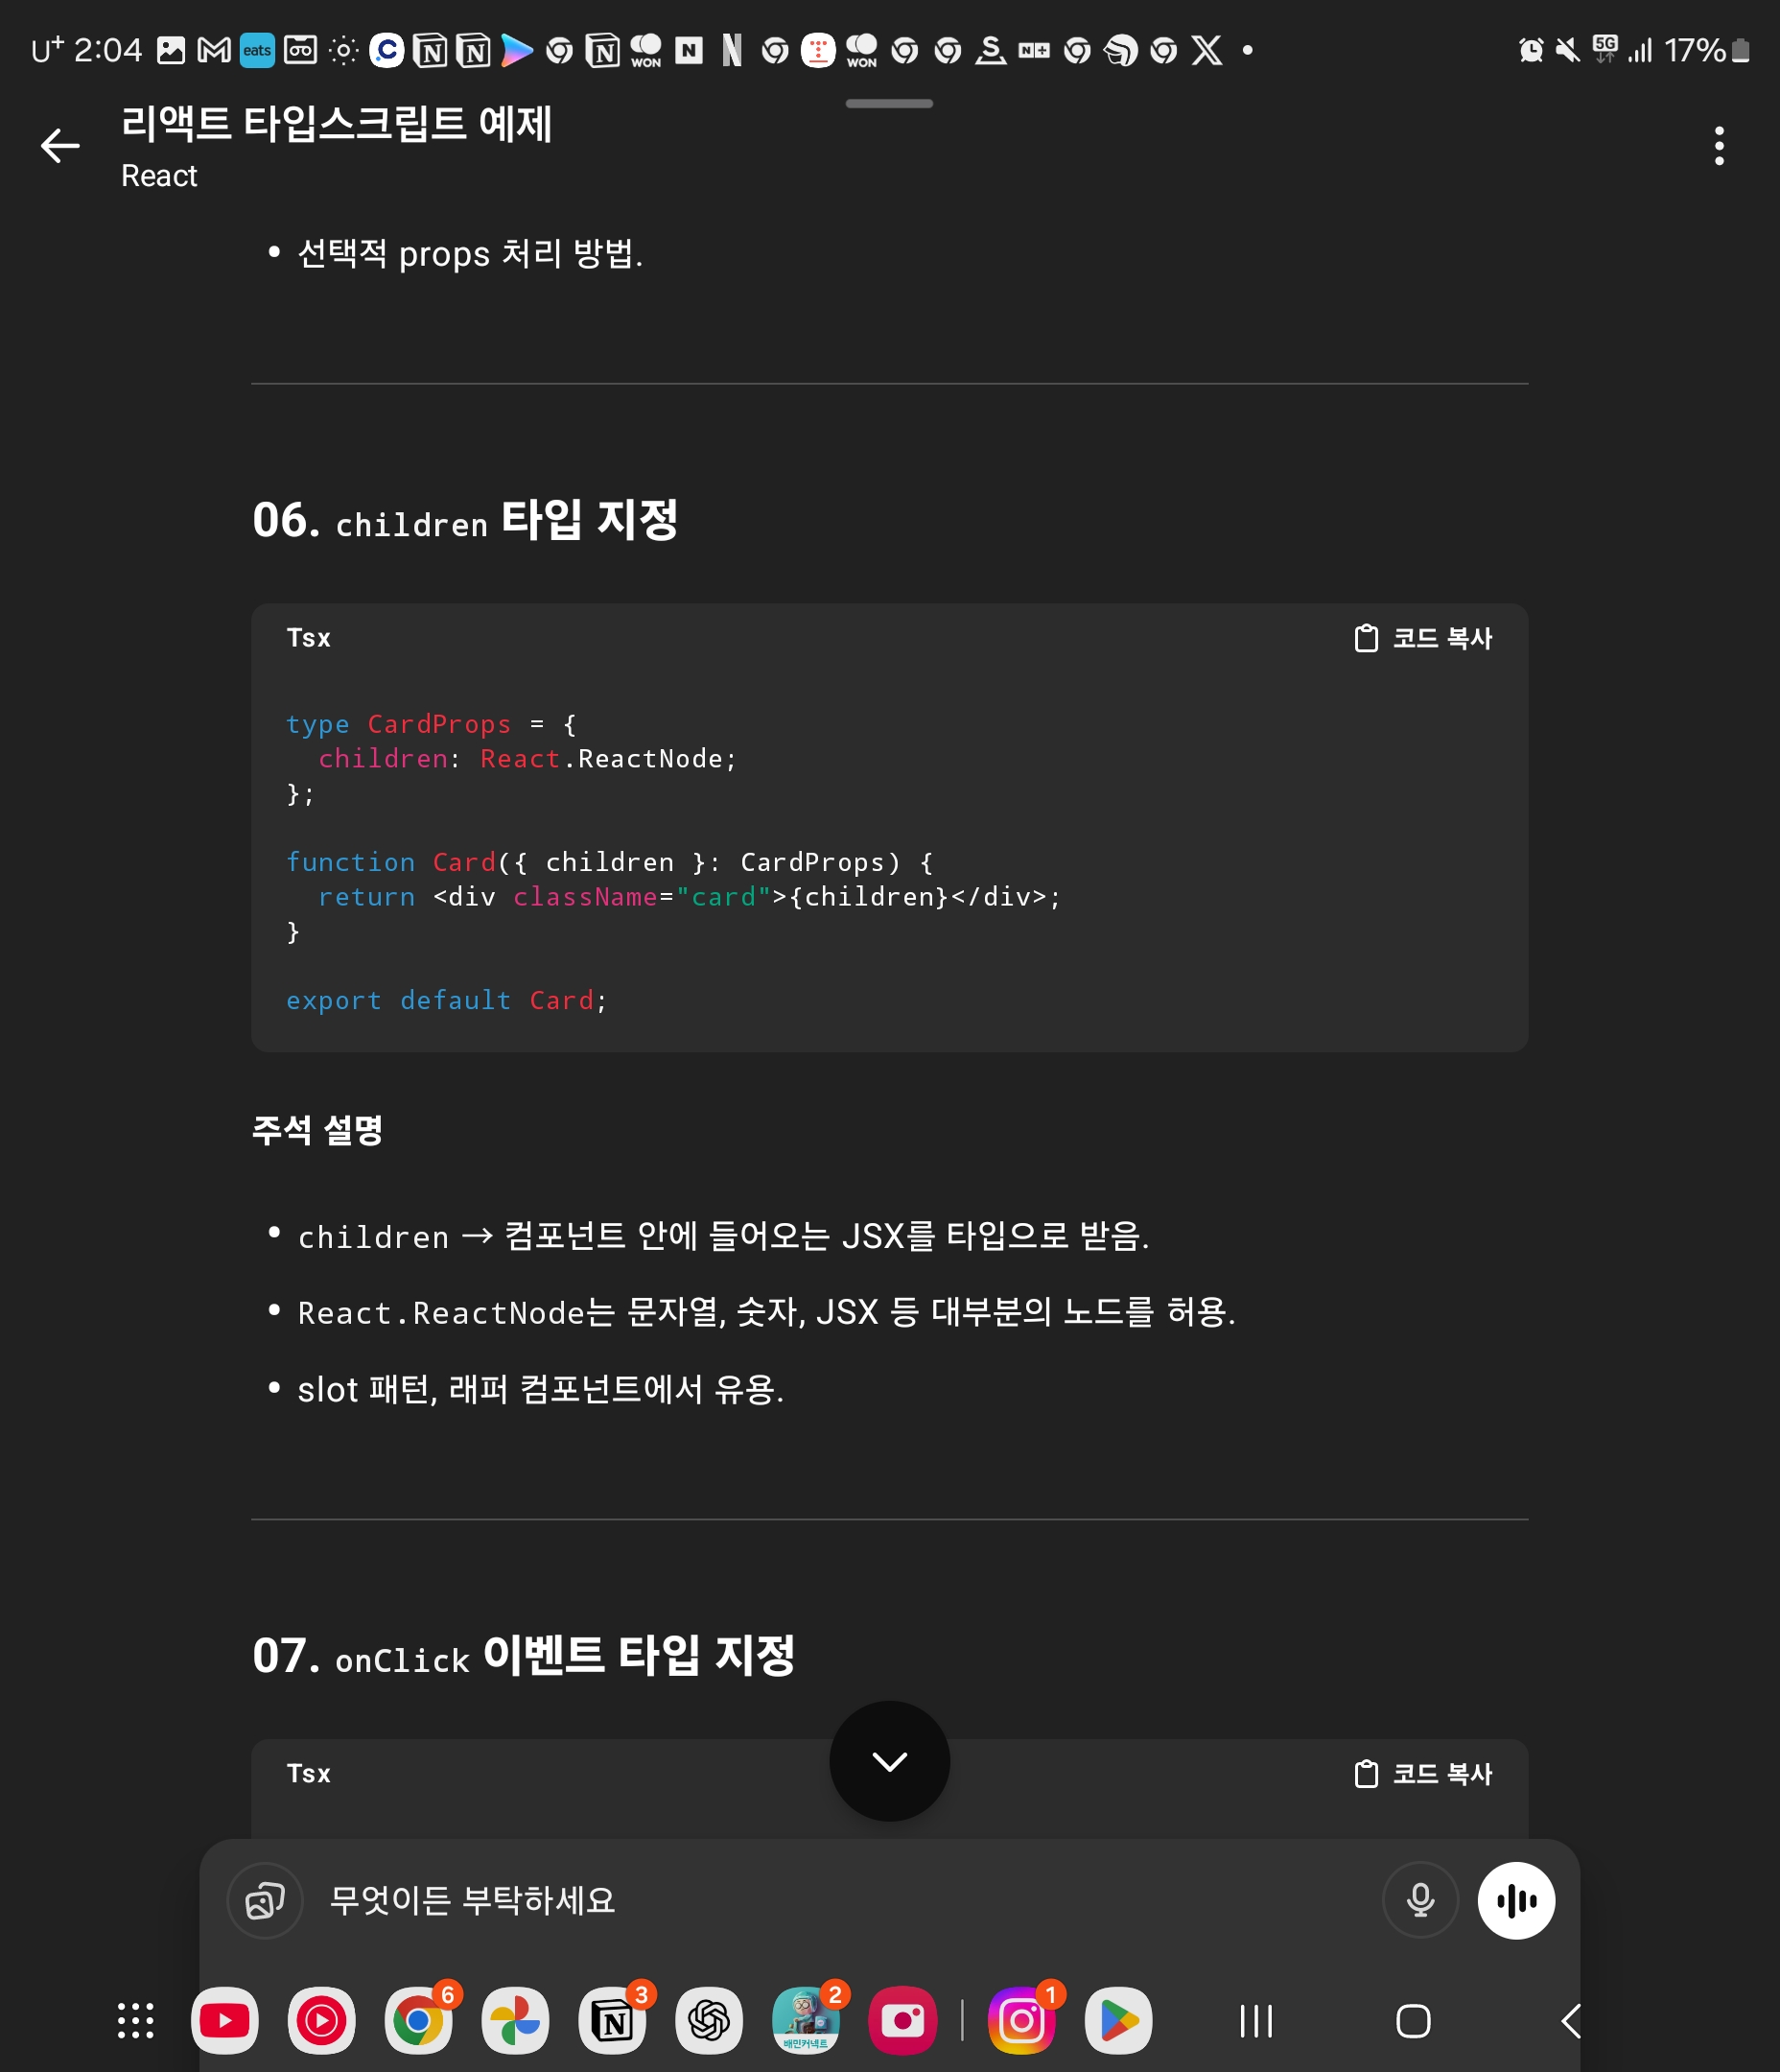 U+ 2:04 eats WON WON N+ 5G 17%
리액트 타입스크립트 예제
React
• 선택적 props 처리 방법.
06. children 타입 지정
Tsx 코드 복사
type CardProps = {
  children: React.ReactNode;
};
function Card({ children }: CardProps) {
  return <div className="card">{children}</div>;
}
export default Card;
주석 설명
• children → 컴포넌트 안에 들어오는 JSX를 타입으로 받음.
• React.ReactNode는 문자열, 숫자, JSX 등 대부분의 노드를 허용.
• slot 패턴, 래퍼 컴포넌트에서 유용.
07. onClick 이벤트 타입 지정
Tsx 코드 복사
무엇이든 부탁하세요
6 3 2 1
배민커넥트